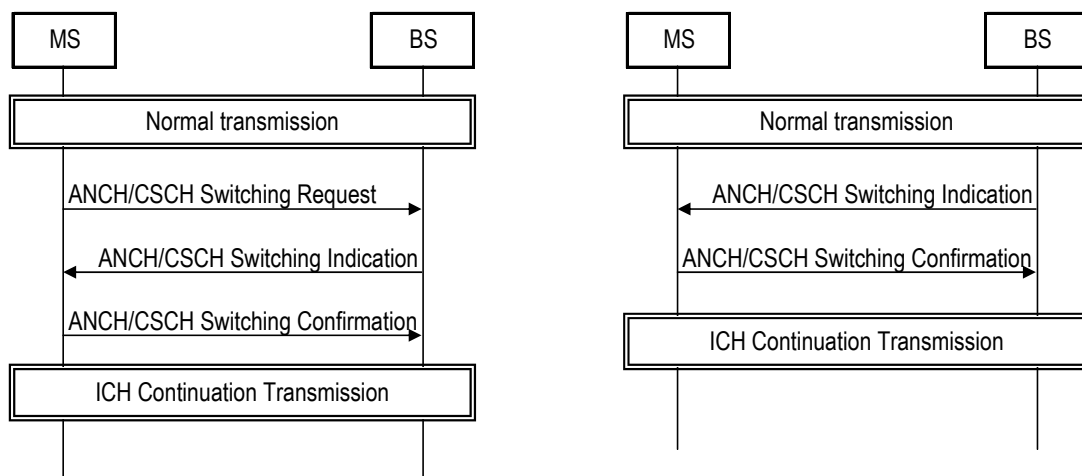 MS
BS
Normal transmission
ANCH/CSCH Switching Request
ANCH/CSCH Switching Indication
ANCH/CSCH Switching Confirmation
ICH Continuation Transmission
MS
BS
Normal transmission
ANCH/CSCH Switching Indication
ANCH/CSCH Switching Confirmation
ICH Continuation Transmission